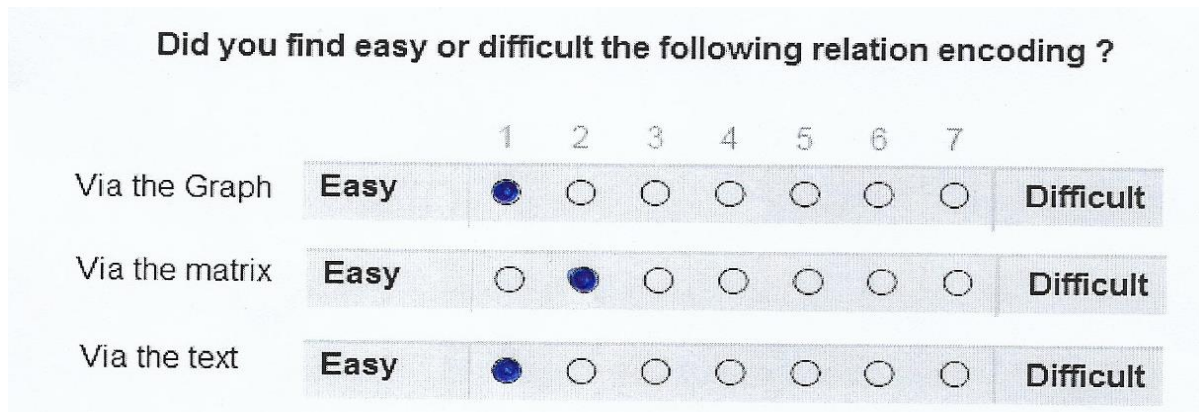 Did you find easy or difficult the following relation encoding ?
1 2 3 4 5 6 7
Via the Graph Easy Difficult
Via the matrix Easy Difficult
Via the text Easy Difficult